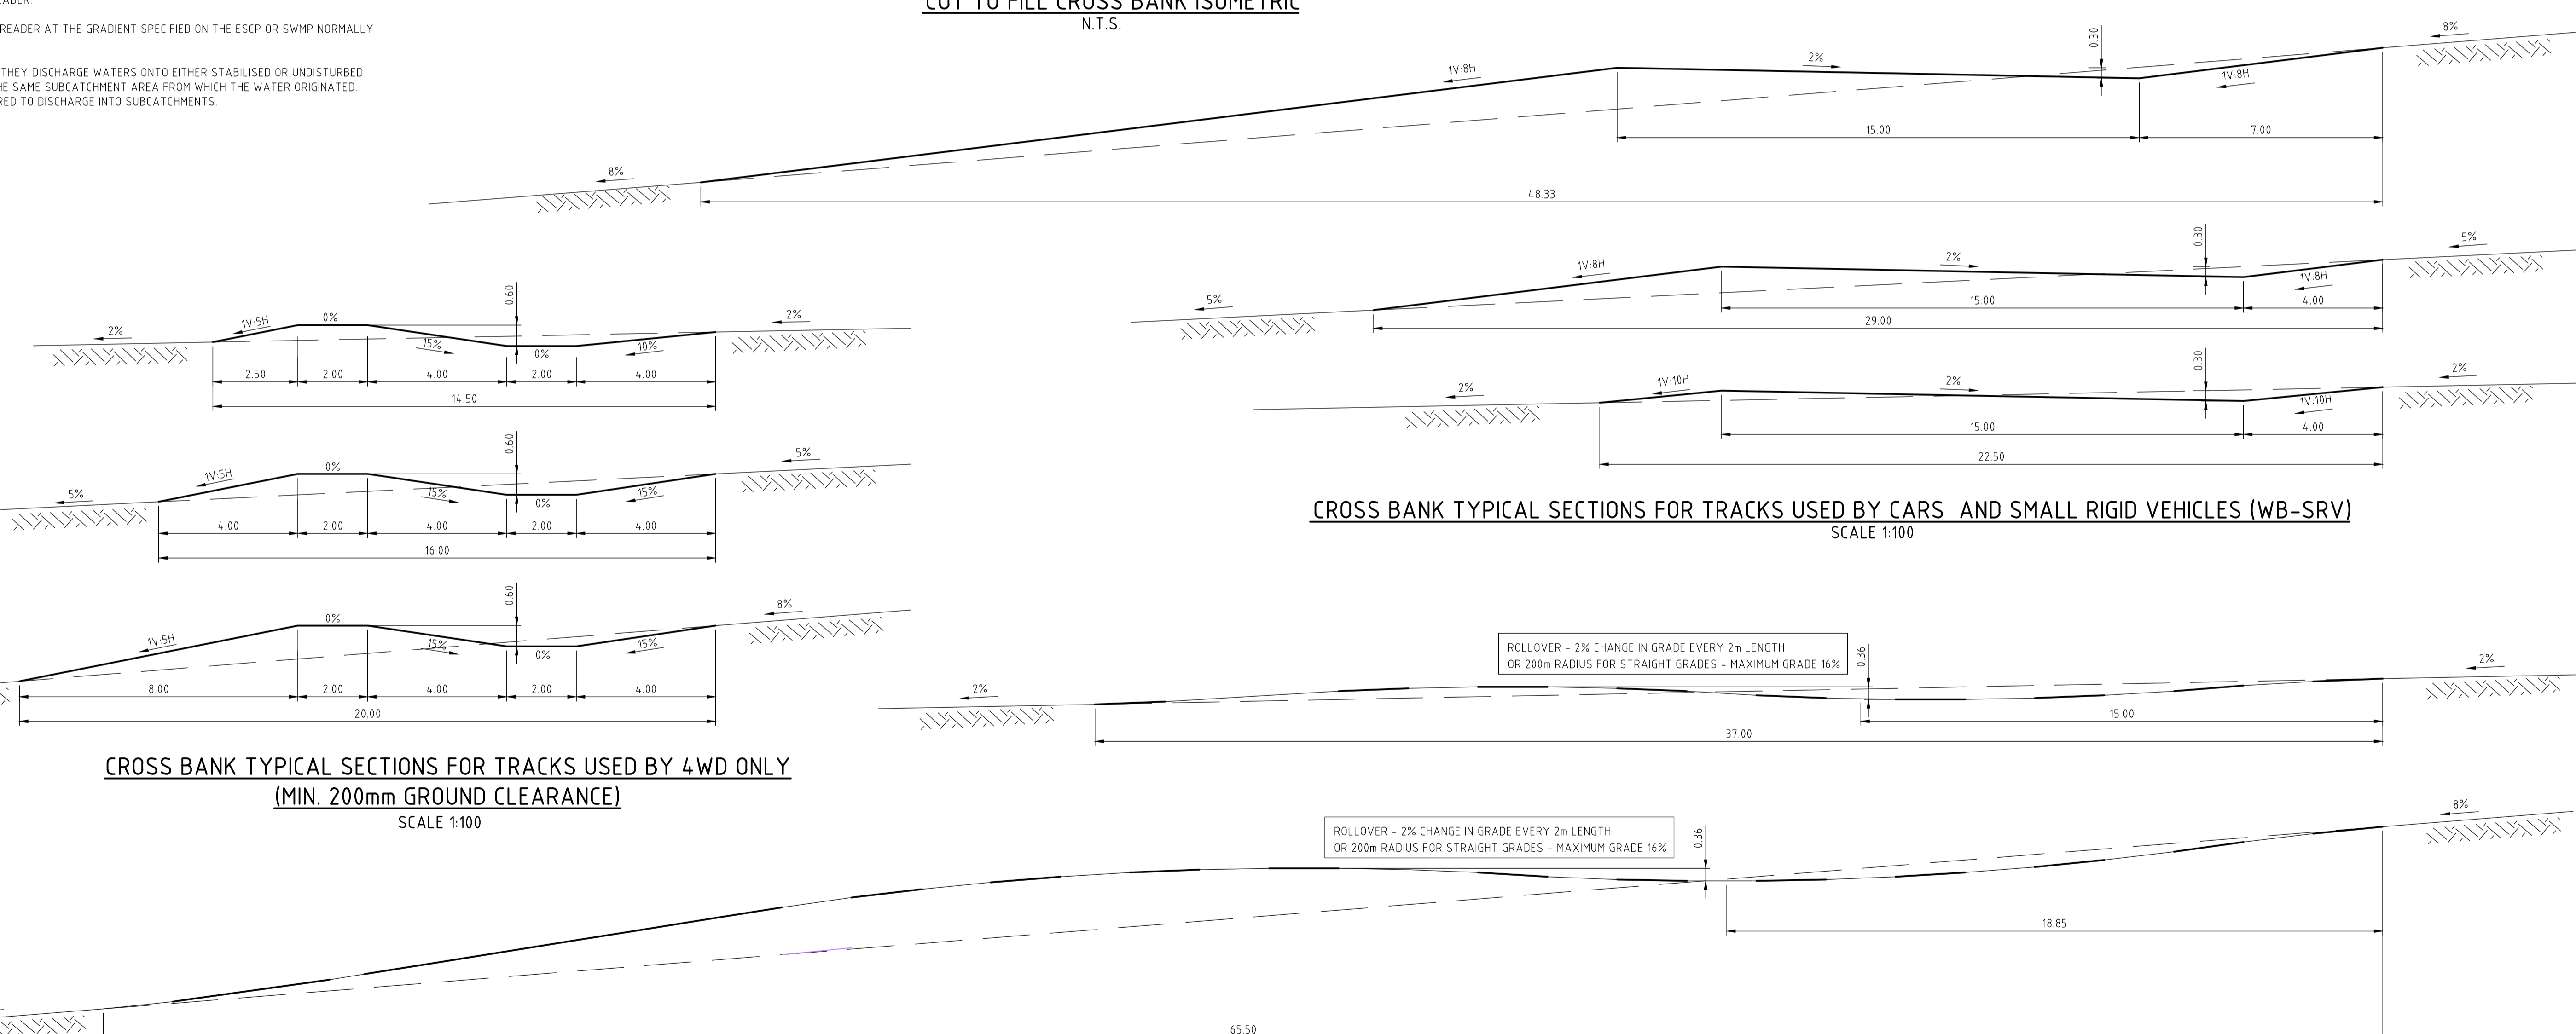 READER AT THE GRADIENT SPECIFIED ON THE ESCP OR SWMP NORMALLY
THEY DISCHARGE WATERS ONTO EITHER STABILISED OR UNDISTURBED
THE SAME SUBCATCHMENT AREA FROM WHICH THE WATER ORIGINATED.
RED TO DISCHARGE INTO SUBCATCHMENTS.
CUT TO FILL CROSS BANK ISOMETRIC
N.T.S.
8%
1V:8H
2%
0.30
1V:8H
8%
15.00
7.00
48.33
2%
1V:5H
0%
15%
0.60
0%
10%
2%
2.50
2.00
4.00
2.00
4.00
14.50
5%
1V:5H
0%
15%
0.60
0%
15%
5%
4.00
2.00
4.00
2.00
4.00
16.00
1V:5H
0%
15%
0.60
0%
15%
8%
8.00
2.00
4.00
2.00
4.00
20.00
CROSS BANK TYPICAL SECTIONS FOR TRACKS USED BY 4WD ONLY
(MIN. 200mm GROUND CLEARANCE)
SCALE 1:100
5%
1V:8H
2%
0.30
1V:8H
5%
15.00
4.00
29.00
2%
1V:10H
2%
0.30
1V:10H
2%
15.00
4.00
22.50
CROSS BANK TYPICAL SECTIONS FOR TRACKS USED BY CARS AND SMALL RIGID VEHICLES (WB-SRV)
SCALE 1:100
ROLLOVER - 2% CHANGE IN GRADE EVERY 2m LENGTH
OR 200m RADIUS FOR STRAIGHT GRADES - MAXIMUM GRADE 16%
0.36
2%
2%
15.00
37.00
ROLLOVER - 2% CHANGE IN GRADE EVERY 2m LENGTH
OR 200m RADIUS FOR STRAIGHT GRADES - MAXIMUM GRADE 16%
0.36
8%
18.85
65.50